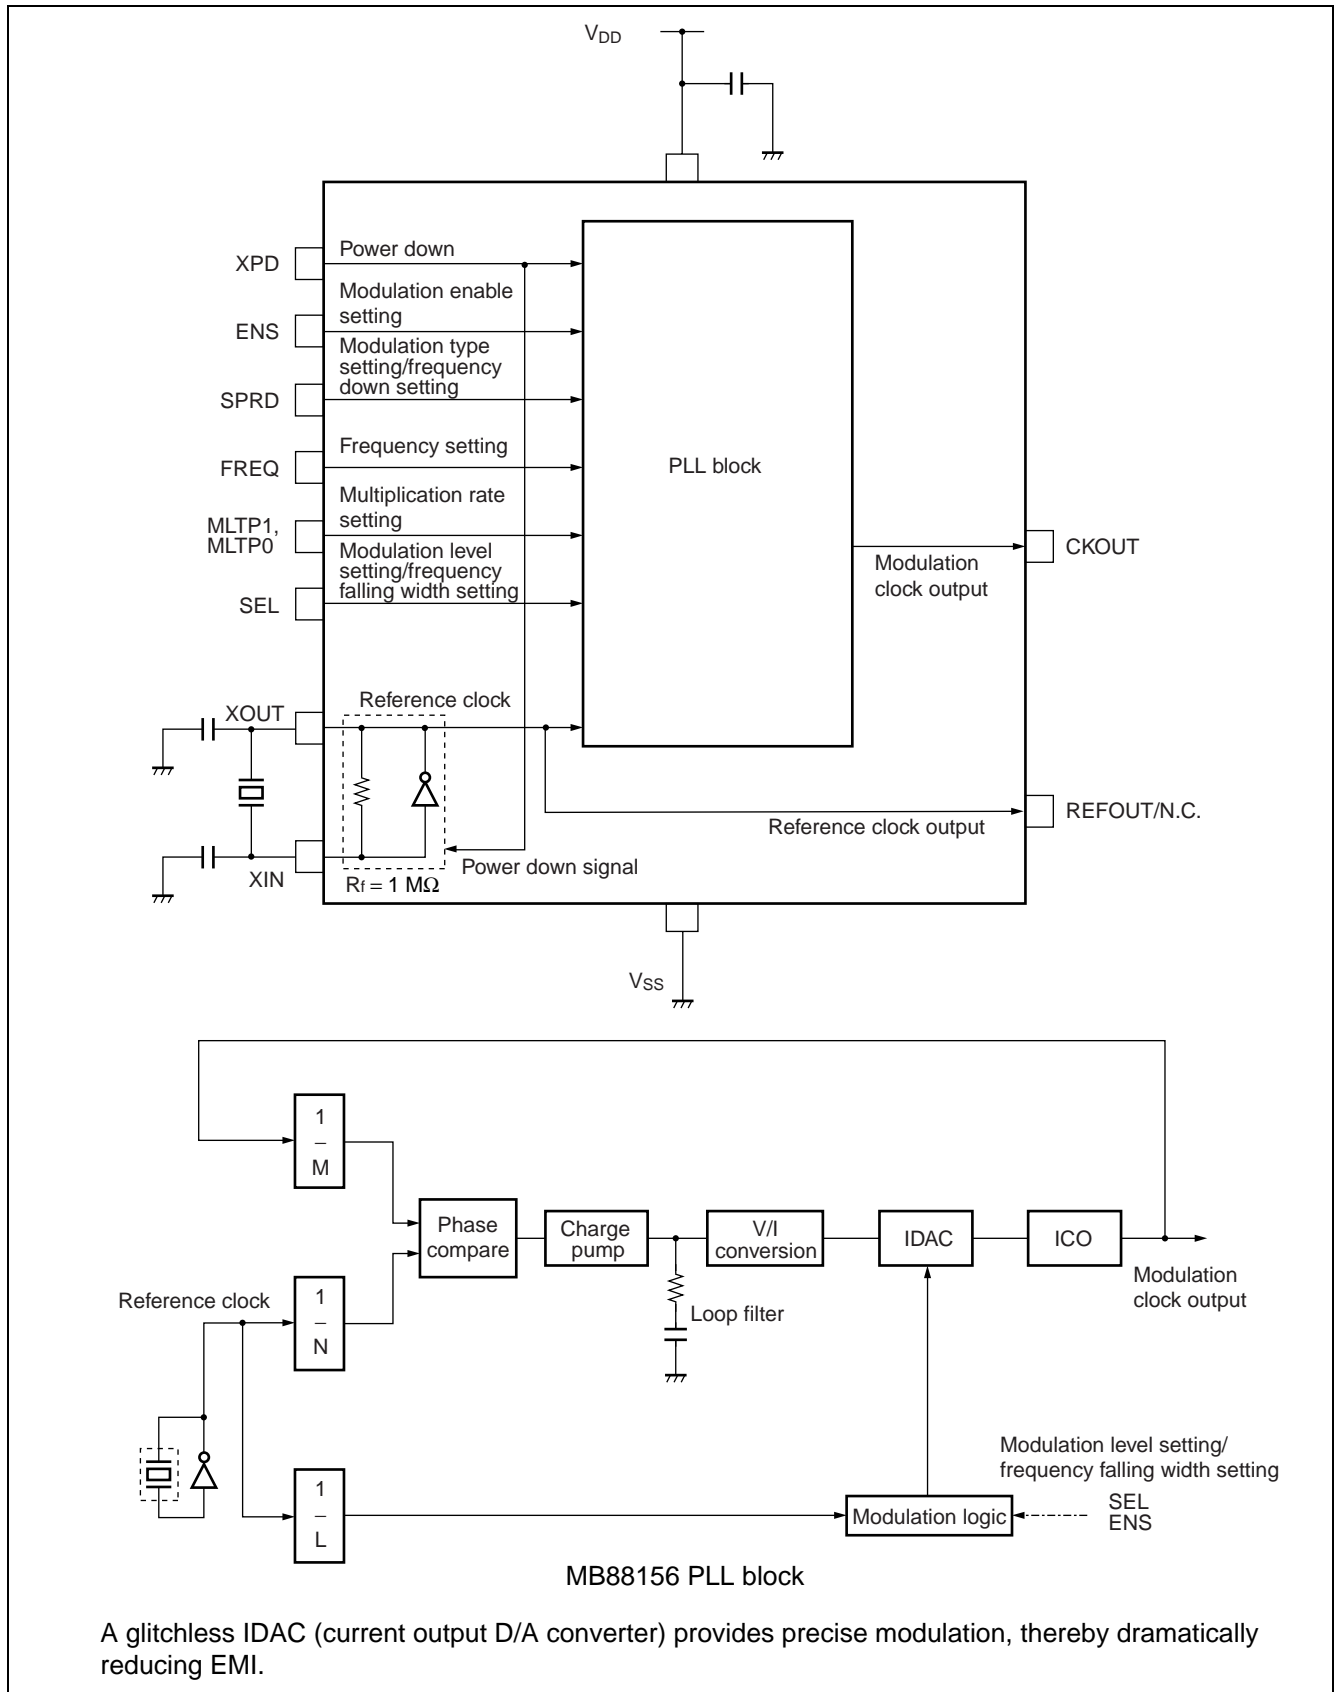 VDD
XPD
Power down
Modulation enable
setting
ENS
Modulation type
setting/frequency
down setting
SPRD
Frequency setting
FREQ
PLL block
Multiplication rate
setting
MLTP1,
MLTP0
Modulation level
setting/frequency
falling width setting
SEL
CKOUT
Modulation
clock output
Reference clock
XOUT
REFOUT/N.C.
Reference clock output
Power down signal
XIN
Rf = 1 MΩ
VSS
1
–
M
Phase
compare
Charge
pump
V/I
conversion
IDAC
ICO
Modulation
clock output
Reference clock
1
–
N
Loop filter
Modulation level setting/
frequency falling width setting
1
–
L
Modulation logic
SEL
ENS
MB88156 PLL block
A glitchless IDAC (current output D/A converter) provides precise modulation, thereby dramatically
reducing EMI.